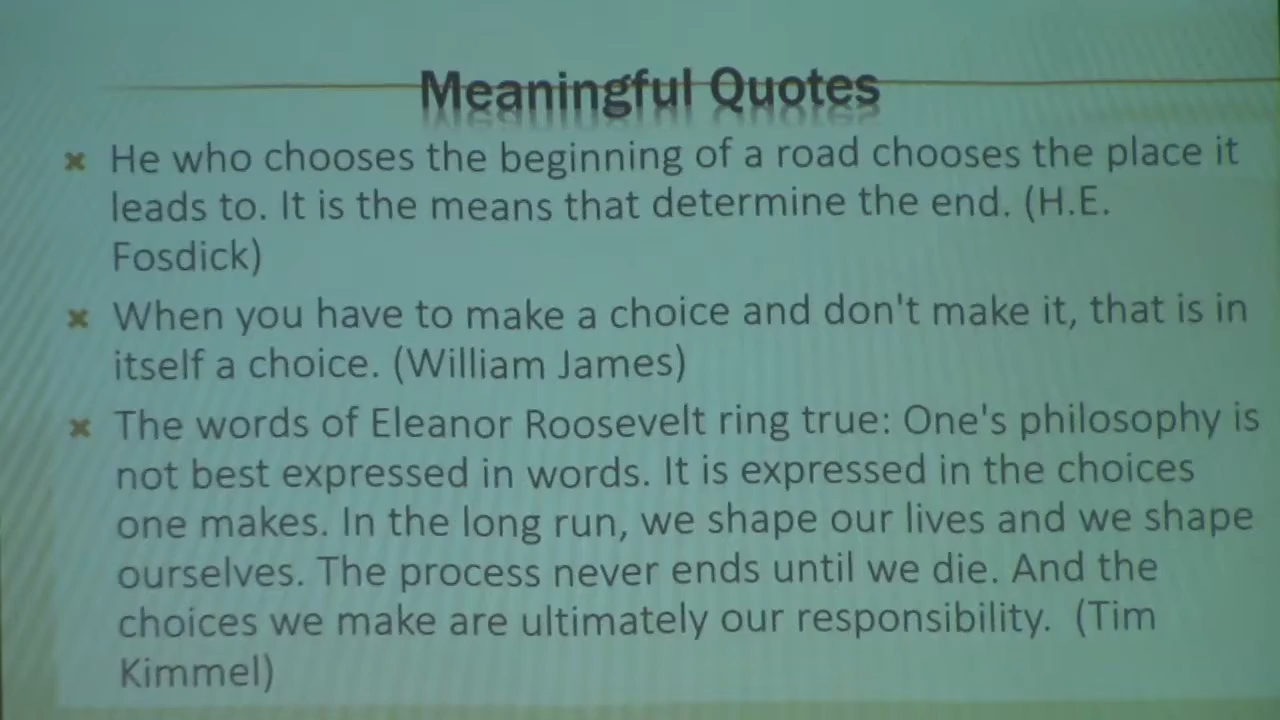 Meaningful Quotes
He who chooses the beginning of a road chooses the place it
leads to. It is the means that determine the end. (H.E.
Fosdick)
When you have to make a choice and don't make it, that is in
itself a choice. (William James)
The words of Eleanor Roosevelt ring true: One's philosophy is
not best expressed in words. It is expressed in the choices
one makes. In the long run, we shape our lives and we shape
ourselves. The process never ends until we die. And the
choices we make are ultimately our responsibility. (Tim
Kimmel)